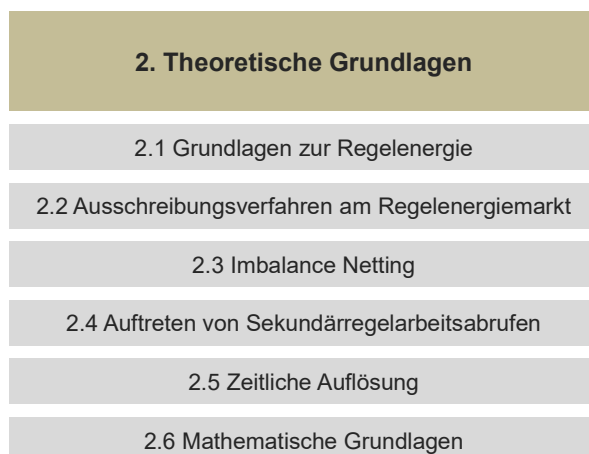 2. Theoretische Grundlagen
2.1 Grundlagen zur Regelenergie
2.2 Ausschreibungsverfahren am Regelenergiemarkt
2.3 Imbalance Netting
2.4 Auftreten von Sekundärregelarbeitsabrufen
2.5 Zeitliche Auflösung
2.6 Mathematische Grundlagen